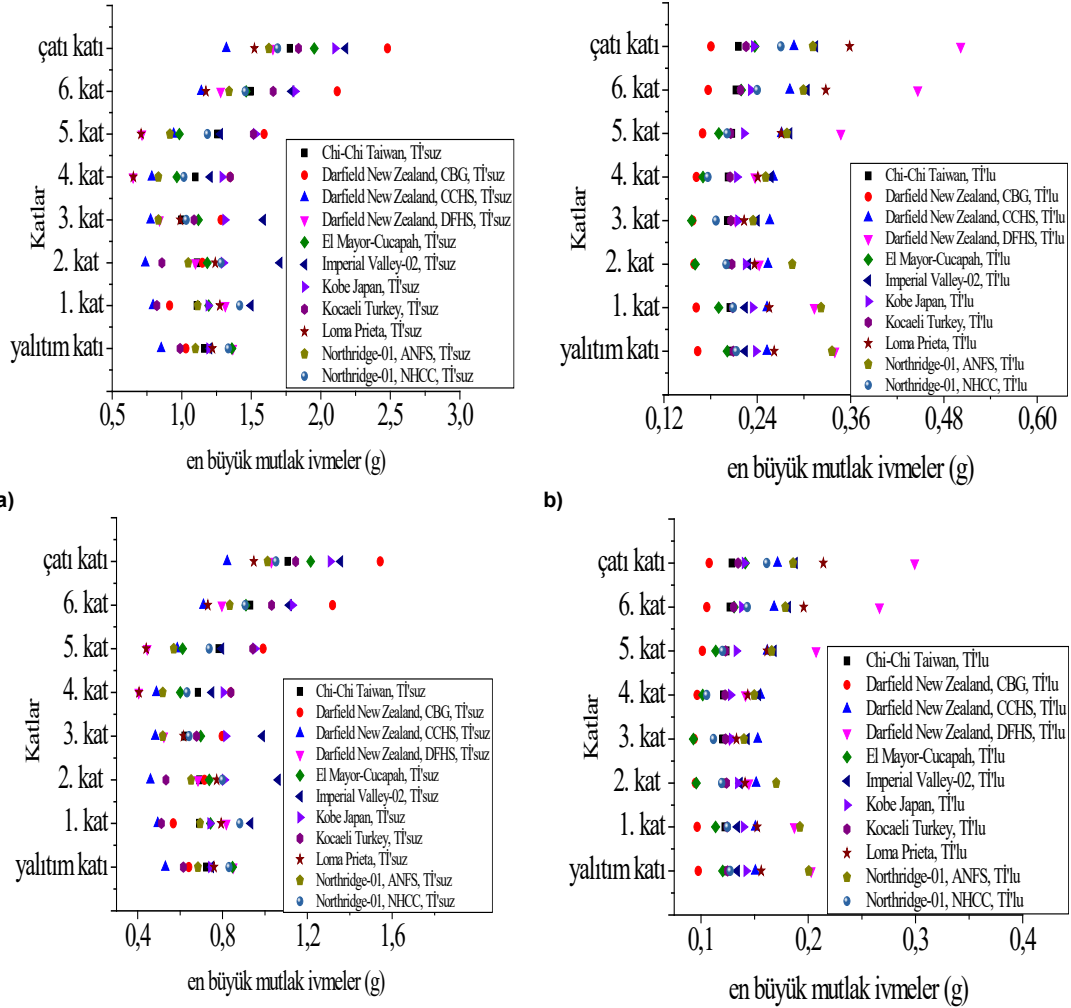 çatı katı
6. kat
5. kat
4. kat
3. kat
2. kat
1. kat
yalıtım katı
Katlar
Chi-Chi Taiwan, Tİ'suz
Darfield New Zealand, CBG, Tİ'suz
Darfield New Zealand, CCHS, Tİ'suz
Darfield New Zealand, DFHS, Tİ'suz
El Mayor-Cucapah, Tİ'suz
Imperial Valley-02, Tİ'suz
Kobe Japan, Tİ'suz
Kocaeli Turkey, Tİ'suz
Loma Prieta, Tİ'suz
Northridge-01, ANFS, Tİ'suz
Northridge-01, NHCC, Tİ'suz
0,5 1,0 1,5 2,0 2,5 3,0
en büyük mutlak ivmeler (g)
çatı katı
6. kat
5. kat
4. kat
3. kat
2. kat
1. kat
yalıtım katı
Katlar
Chi-Chi Taiwan, Tİ'lu
Darfield New Zealand, CBG, Tİ'lu
Darfield New Zealand, CCHS, Tİ'lu
Darfield New Zealand, DFHS, Tİ'lu
El Mayor-Cucapah, Tİ'lu
Imperial Valley-02, Tİ'lu
Kobe Japan, Tİ'lu
Kocaeli Turkey, Tİ'lu
Loma Prieta, Tİ'lu
Northridge-01, ANFS, Tİ'lu
Northridge-01, NHCC, Tİ'lu
0,12 0,24 0,36 0,48 0,60
en büyük mutlak ivmeler (g)
a)
b)
çatı katı
6. kat
5. kat
4. kat
3. kat
2. kat
1. kat
yalıtım katı
Katlar
Chi-Chi Taiwan, Tİ'suz
Darfield New Zealand, CBG, Tİ'suz
Darfield New Zealand, CCHS, Tİ'suz
Darfield New Zealand, DFHS, Tİ'suz
El Mayor-Cucapah, Tİ'suz
Imperial Valley-02, Tİ'suz
Kobe Japan, Tİ'suz
Kocaeli Turkey, Tİ'suz
Loma Prieta, Tİ'suz
Northridge-01, ANFS, Tİ'suz
Northridge-01, NHCC, Tİ'suz
0,4 0,8 1,2 1,6
en büyük mutlak ivmeler (g)
çatı katı
6. kat
5. kat
4. kat
3. kat
2. kat
1. kat
yalıtım katı
Katlar
Chi-Chi Taiwan, Tİ'lu
Darfield New Zealand, CBG, Tİ'lu
Darfield New Zealand, CCHS, Tİ'lu
Darfield New Zealand, DFHS, Tİ'lu
El Mayor-Cucapah, Tİ'lu
Imperial Valley-02, Tİ'lu
Kobe Japan, Tİ'lu
Kocaeli Turkey, Tİ'lu
Loma Prieta, Tİ'lu
Northridge-01, ANFS, Tİ'lu
Northridge-01, NHCC, Tİ'lu
0,1 0,2 0,3 0,4
en büyük mutlak ivmeler (g)